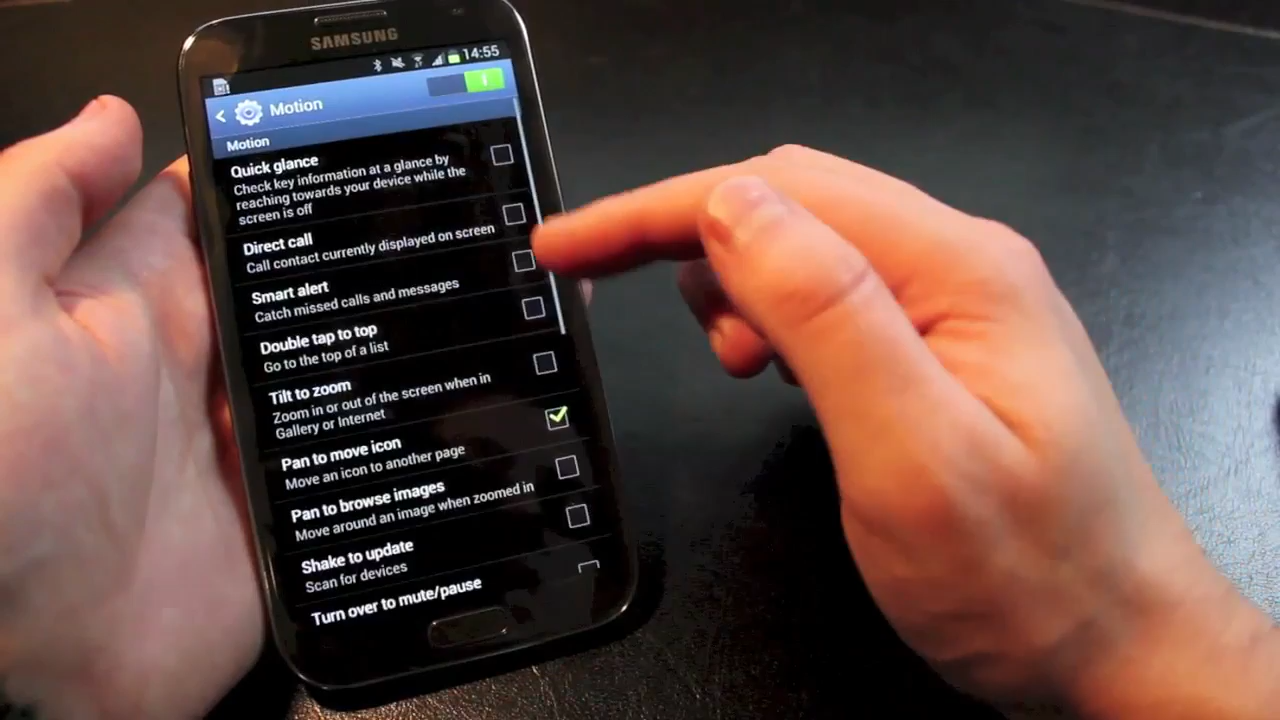 SAMSUNG
14:55
Motion
Motion
Quick glance
Check key information at a glance by
reaching towards your device while the
screen is off
Direct call
Call contact currently displayed on screen
Smart alert
Catch missed calls and messages
Double tap to top
Go to the top of a list
Tilt to zoom
Zoom in or out of the screen when in
Gallery or Internet
Pan to move icon
Move an icon to another page
Pan to browse images
Move around an image when zoomed in
Shake to update
Scan for devices
Turn over to mute/pause